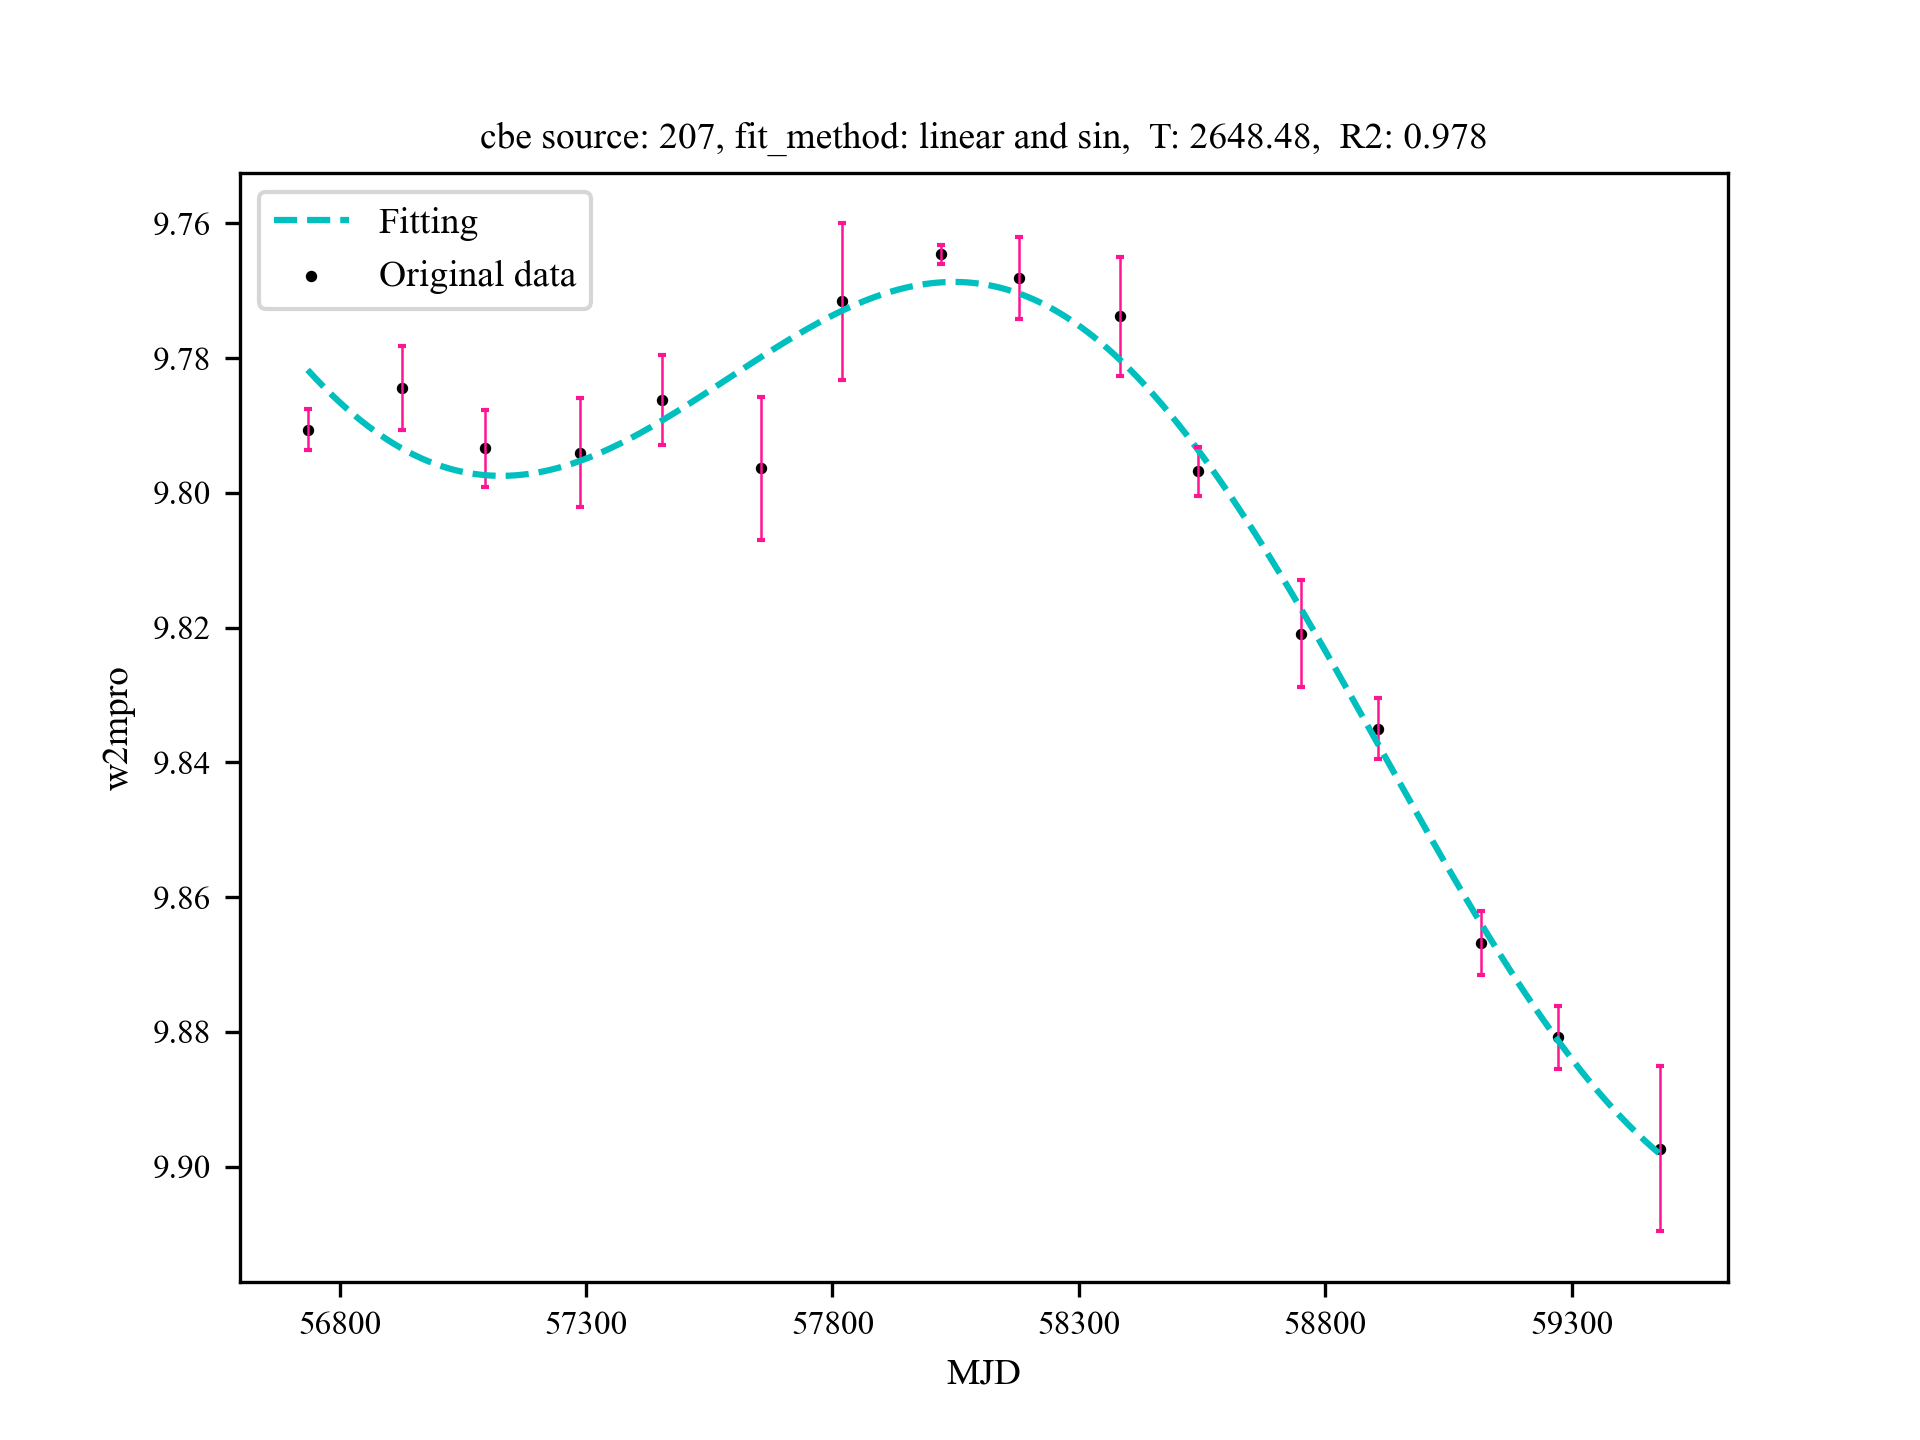 cbe source: 207, fit_method: linear and sin,  T: 2648.48,  R2: 0.978
Fitting
Original data
9.76
9.78
9.80
9.82
9.84
9.86
9.88
9.90
w2mpro
56800
57300
57800
58300
58800
59300
MJD